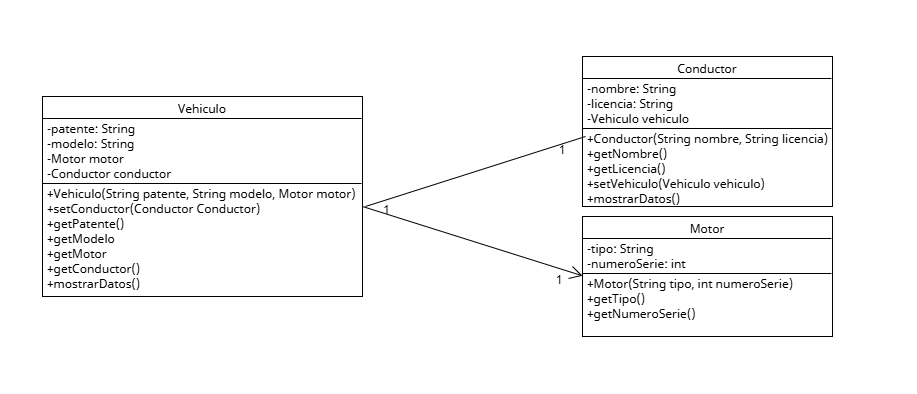 Vehiculo
-patente: String
-modelo: String
-Motor motor
-Conductor conductor
+Vehiculo(String patente, String modelo, Motor motor)
+setConductor(Conductor Conductor)
+getPatente()
+getModelo
+getMotor
+getConductor()
+mostrarDatos()
1
1
1
Conductor
-nombre: String
-licencia: String
-Vehiculo vehiculo
+Conductor(String nombre, String licencia)
+getNombre()
+getLicencia()
+setVehiculo(Vehiculo vehiculo)
+mostrarDatos()
Motor
-tipo: String
-numeroSerie: int
+Motor(String tipo, int numeroSerie)
+getTipo()
+getNumeroSerie()